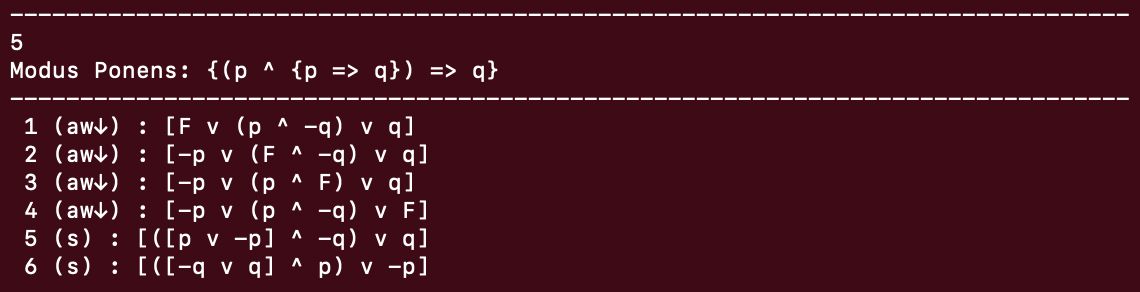 --------------------------------------------------------------------------------
5
Modus Ponens: {(p ^ {p => q}) => q}
--------------------------------------------------------------------------------
1 (aw↓) : [F v (p ^ -q) v q]
2 (aw↓) : [-p v (F ^ -q) v q]
3 (aw↓) : [-p v (p ^ F) v q]
4 (aw↓) : [-p v (p ^ -q) v F]
5 (s) : [([p v -p] ^ -q) v q]
6 (s) : [([-q v q] ^ p) v -p]